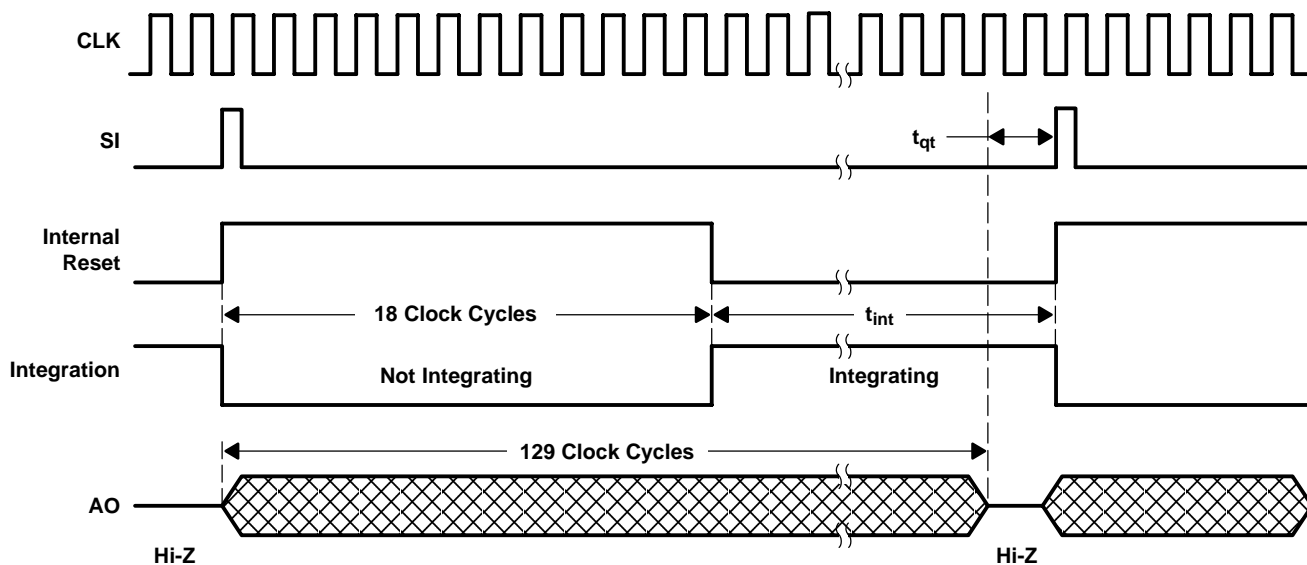 CLK
SI
t_qt
Internal
Reset
18 Clock Cycles
t_int
Integration
Not Integrating
Integrating
129 Clock Cycles
AO
Hi-Z
Hi-Z